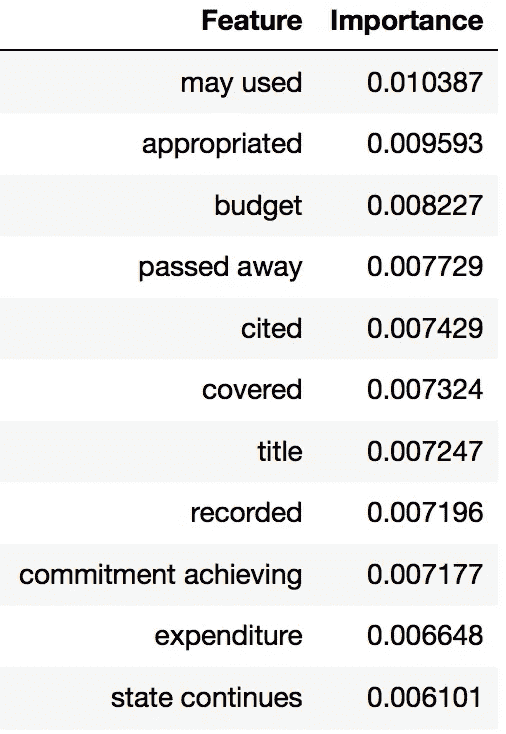 Feature Importance
may used 0.010387
appropriated 0.009593
budget 0.008227
passed away 0.007729
cited 0.007429
covered 0.007324
title 0.007247
recorded 0.007196
commitment achieving 0.007177
expenditure 0.006648
state continues 0.006101